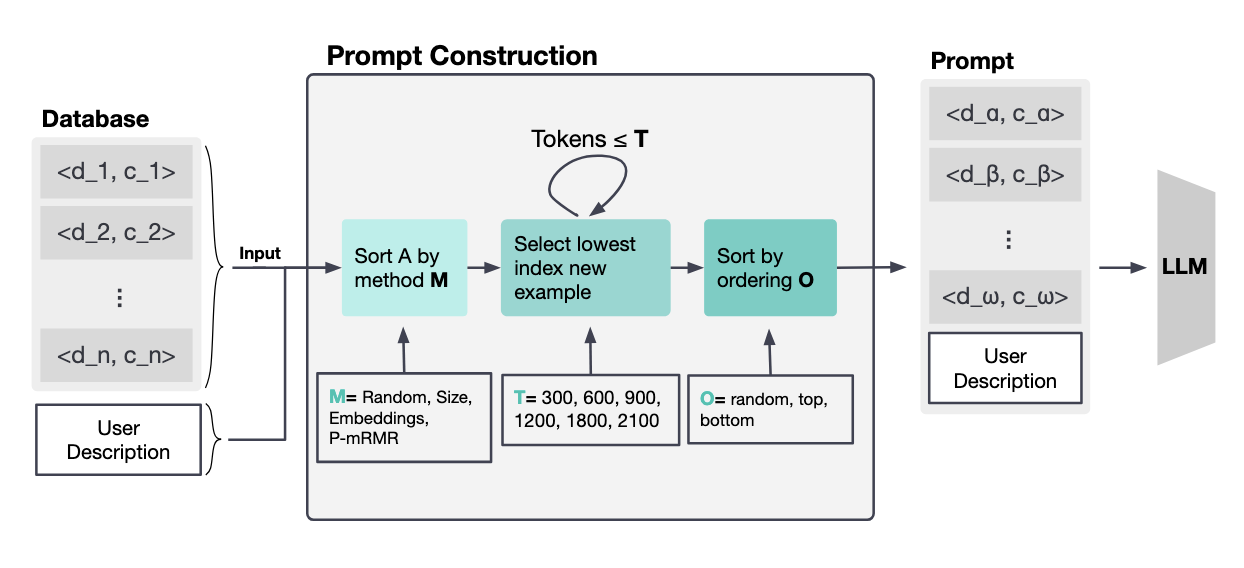 Prompt Construction
Database
<d_1, c_1>
<d_2, c_2>
⋮
<d_n, c_n>
User
Description
Input
Tokens ≤ T
Sort A by
method M
Select lowest
index new
example
Sort by
ordering O
M= Random, Size,
Embeddings,
P-mRMR
T= 300, 600, 900,
1200, 1800, 2100
O= random, top,
bottom
Prompt
<d_α, c_α>
<d_β, c_β>
⋮
<d_ω, c_ω>
User
Description
LLM